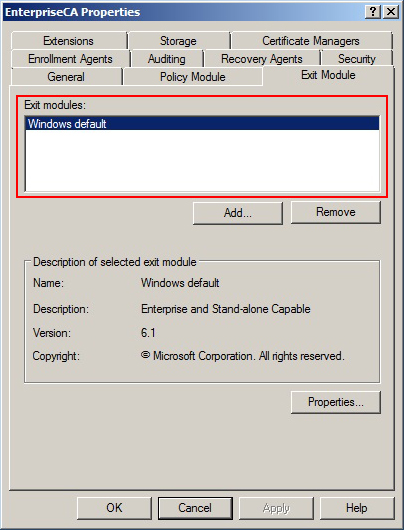 EnterpriseCA Properties
Extensions Storage Certificate Managers
Enrollment Agents Auditing Recovery Agents Security
General Policy Module Exit Module
Exit modules:
Windows default
Add... Remove
Description of selected exit module
Name: Windows default
Description: Enterprise and Stand-alone Capable
Version: 6.1
Copyright: © Microsoft Corporation. All rights reserved.
Properties...
OK Cancel Apply Help